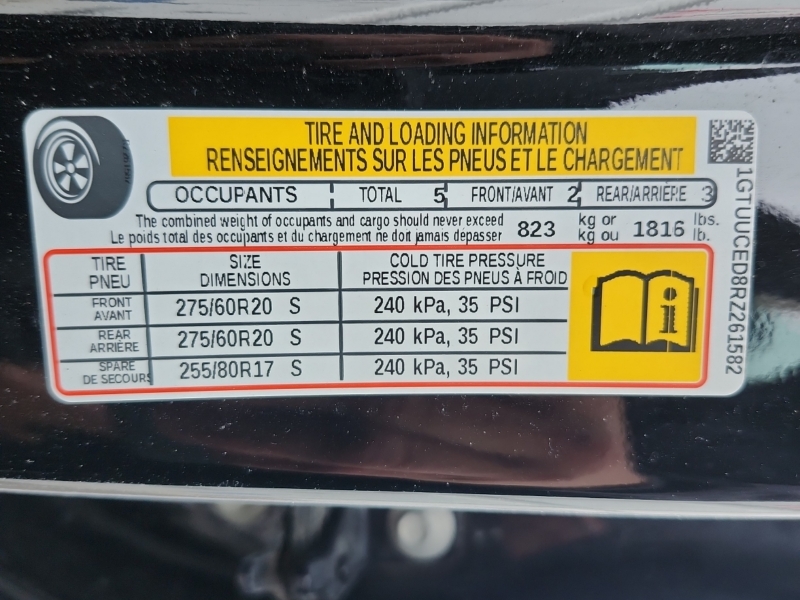 TIRE AND LOADING INFORMATION
RENSEIGNEMENTS SUR LES PNEUS ET LE CHARGEMENT
OCCUPANTS TOTAL 5 FRONT/AVANT 2 REAR/ARRIÈRE 3
The combined weight of occupants and cargo should never exceed 823 kg or 1816 lbs.
Le poids total des occupants et du chargement ne doit jamais dépasser kg ou lb.
TIRE SIZE COLD TIRE PRESSURE
PNEU DIMENSIONS PRESSION DES PNEUS À FROID
FRONT
AVANT 275/60R20 S 240 kPa, 35 PSI
REAR
ARRIÈRE 275/60R20 S 240 kPa, 35 PSI
SPARE
DE SECOURS 255/80R17 S 240 kPa, 35 PSI
i
1GTUUCED8RZ261582